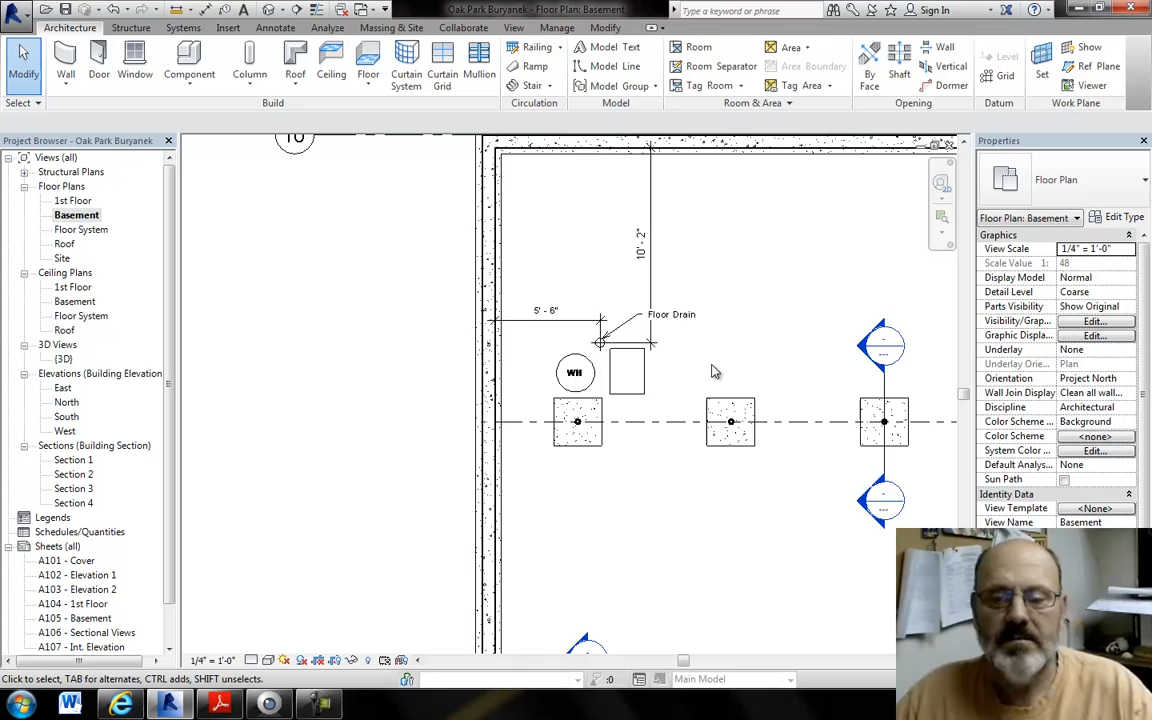 Oak Park Buryanek - Floor Plan: Basement
Type a keyword or phrase
Sign In
Architecture
Structure
Systems
Insert
Annotate
Analyze
Massing & Site
Collaborate
View
Manage
Modify
Modify
Wall
Door
Window
Component
Column
Roof
Ceiling
Floor
Curtain System
Curtain Grid
Mullion
Railing
Ramp
Stair
Model Text
Model Line
Model Group
Room
Room Separator
Tag Room
Area
Area Boundary
Tag Area
By Face
Shaft
Wall
Vertical
Dormer
Level
Grid
Set
Show
Ref Plane
Viewer
Select
Build
Circulation
Model
Room & Area
Opening
Datum
Work Plane
Project Browser - Oak Park Buryanek
Views (all)
Structural Plans
Floor Plans
1st Floor
Basement
Floor System
Roof
Site
Ceiling Plans
1st Floor
Basement
Floor System
Roof
3D Views
{3D}
Elevations (Building Elevation
East
North
South
West
Sections (Building Section)
Section 1
Section 2
Section 3
Section 4
Legends
Schedules/Quantities
Sheets (all)
A101 - Cover
A102 - Elevation 1
A103 - Elevation 2
A104 - 1st Floor
A105 - Basement
A106 - Sectional Views
A107 - Int. Elevation
10' - 2"
5' - 6"
Floor Drain
WH
Properties
Floor Plan
Floor Plan: Basement
Edit Type
Graphics
View Scale 1/4" = 1'-0"
Scale Value 1: 48
Display Model Normal
Detail Level Coarse
Parts Visibility Show Original
Visibility/Grap... Edit...
Graphic Displa... Edit...
Underlay None
Underlay Orie... Plan
Orientation Project North
Wall Join Display Clean all wall...
Discipline Architectural
Color Scheme ... Background
Color Scheme <none>
System Color ... Edit...
Default Analys... None
Sun Path
Identity Data
View Template <None>
View Name Basement
1/4" = 1'-0"
Click to select, TAB for alternates, CTRL adds, SHIFT unselects.
:0
Main Model